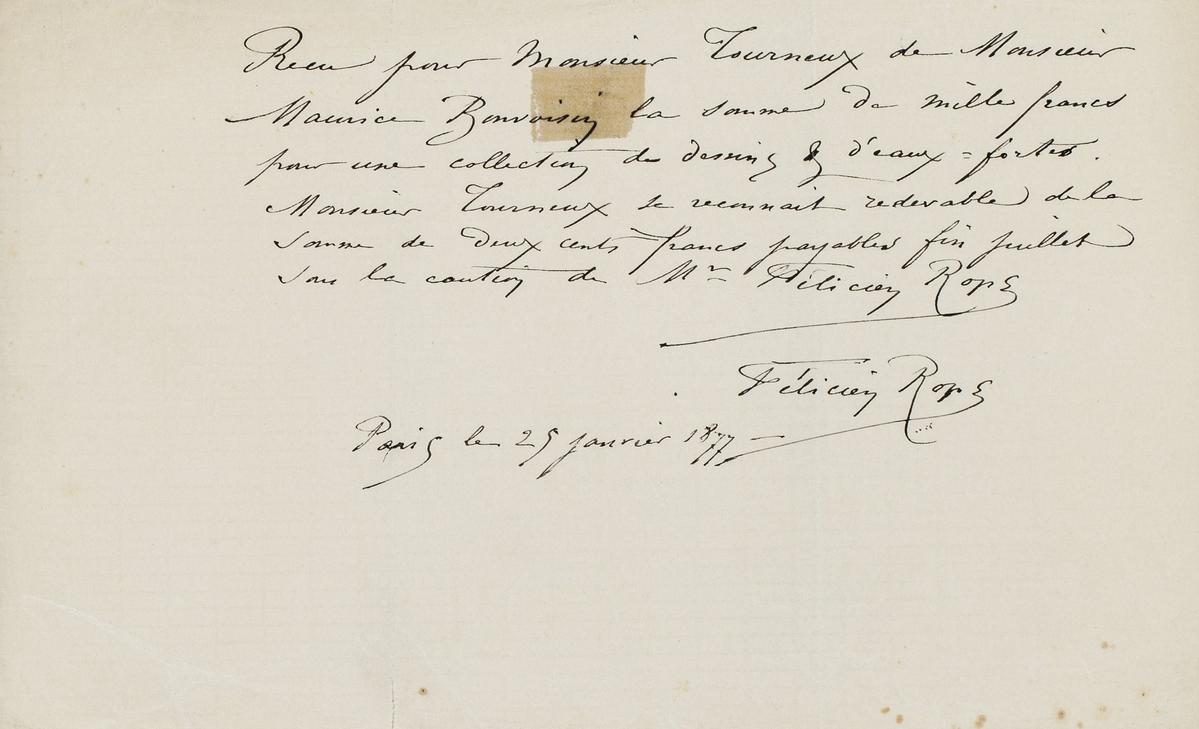 Recu pour Monsieur Tourneux de Monsieur
Maurice Bonvoisin la somme de mille francs
pour une collection de dessins & d'eaux=fortes.
Monsieur Tourneux se reconnait redevable de la
somme de deux cents francs payables fin juillet
sous la caution de Mr Félicien Rops
Félicien Rops
Paris le 25 janvier 1877